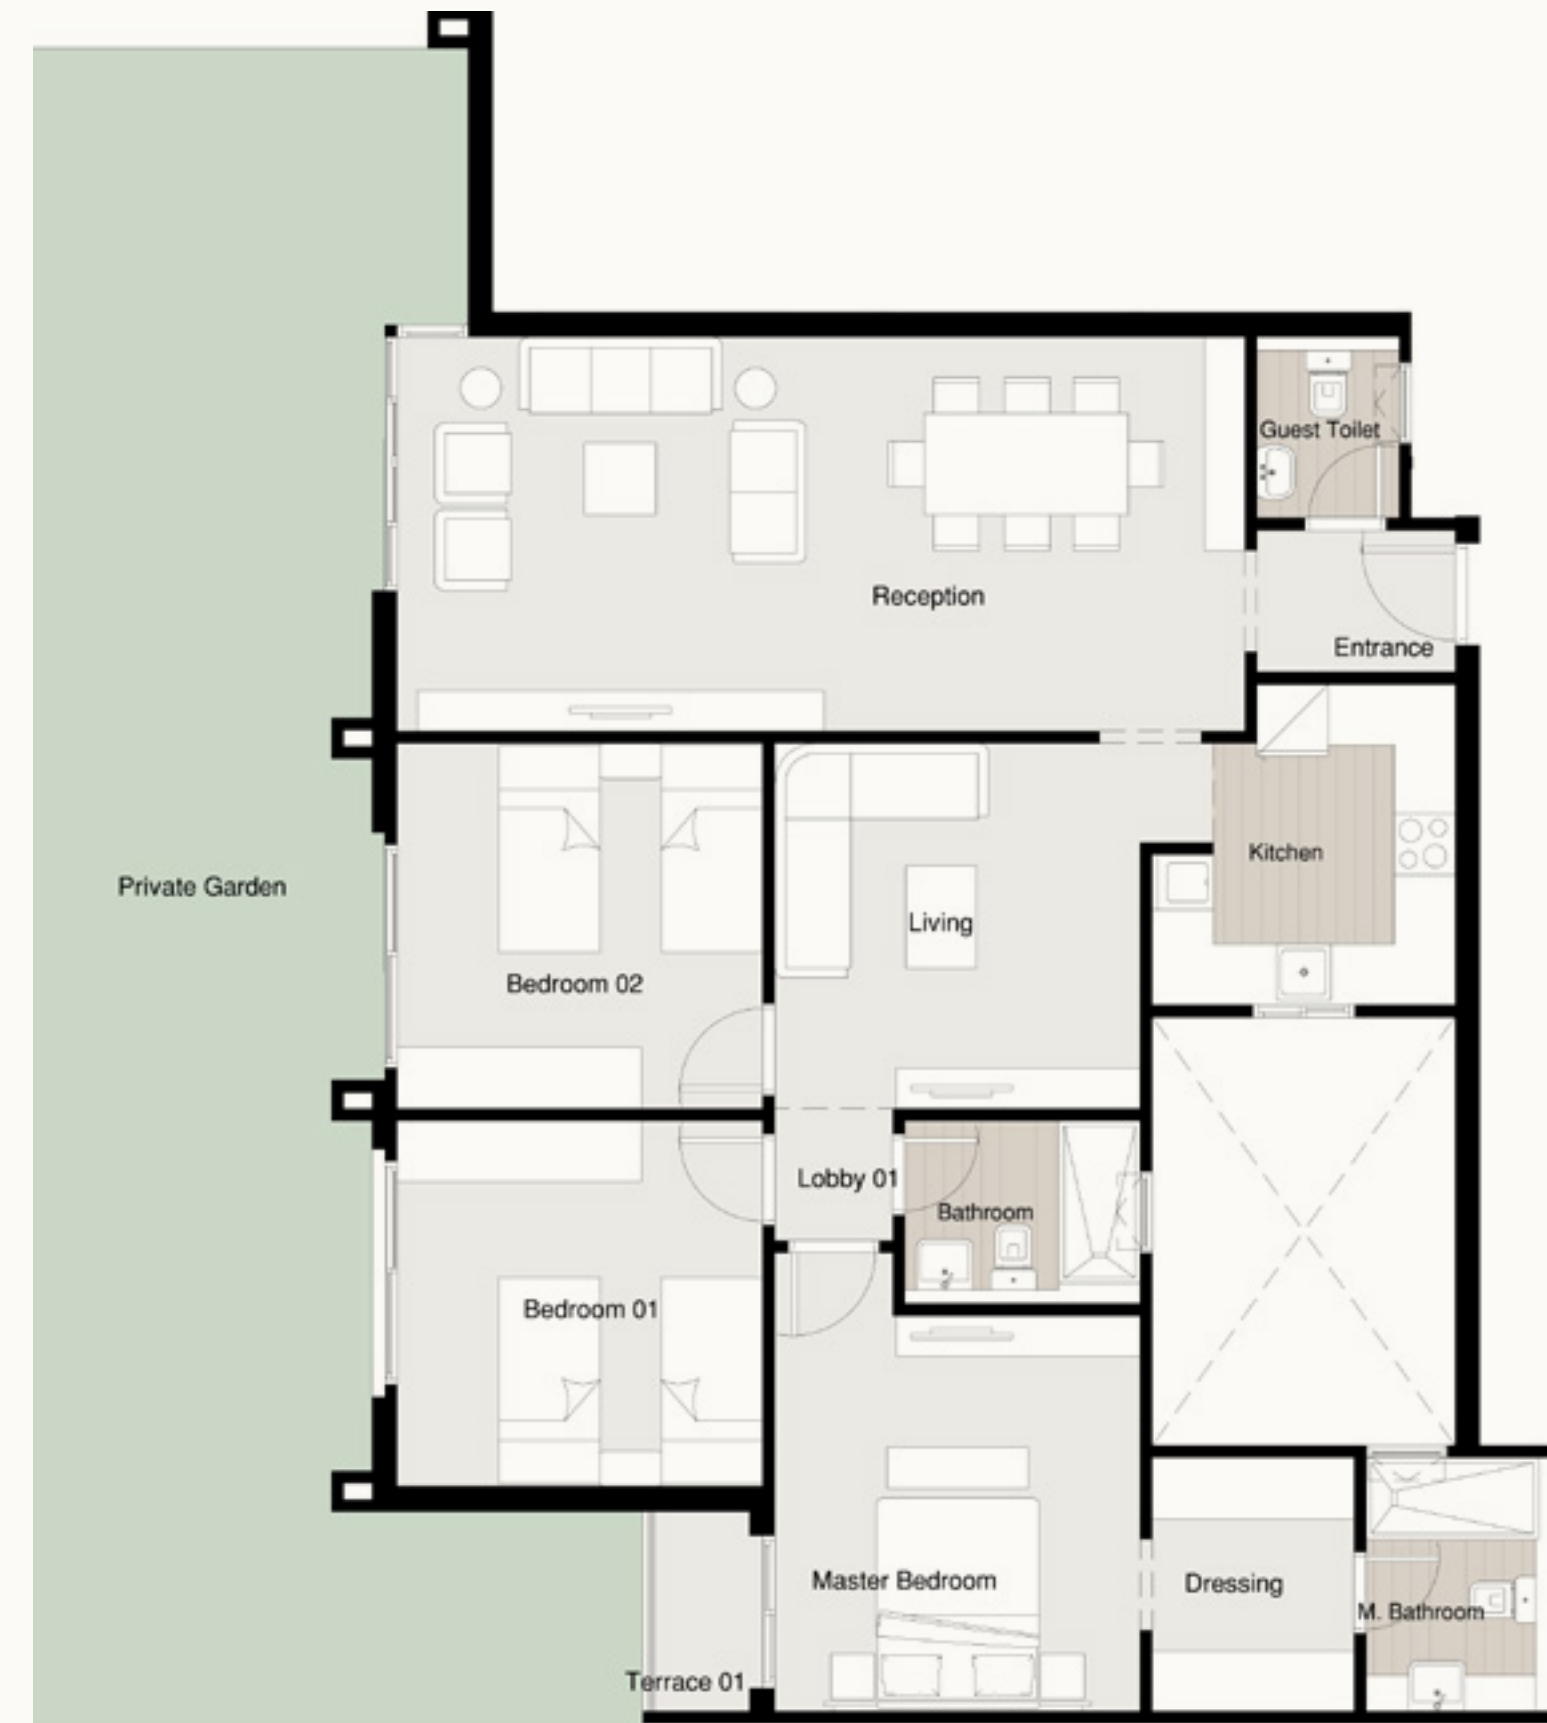 Guest Toilet
Reception
Entrance
Kitchen
Private Garden
Living
Bedroom 02
Lobby 01
Bathroom
Bedroom 01
Master Bedroom
Dressing
M. Bathroom
Terrace 01